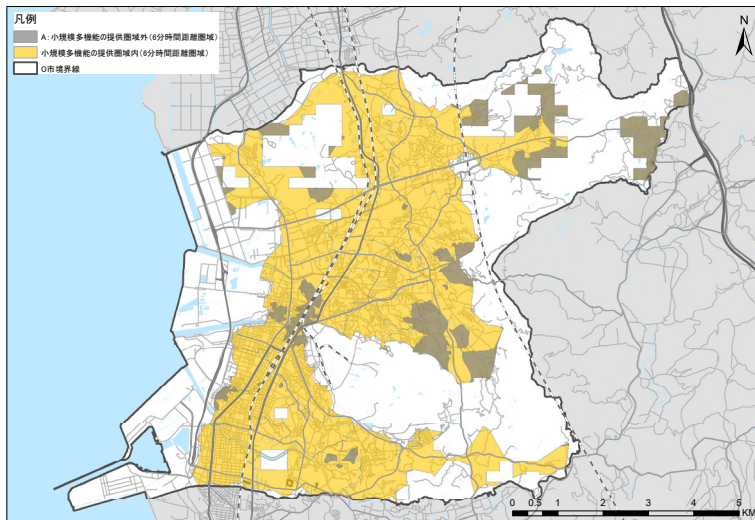 凡例
A:小規模多機能の提供圏域外(6分時間距離圏域)
小規模多機能の提供圏域内(6分時間距離圏域)
O市境界線
N
0 0.5 1 2 3 4 5
KM